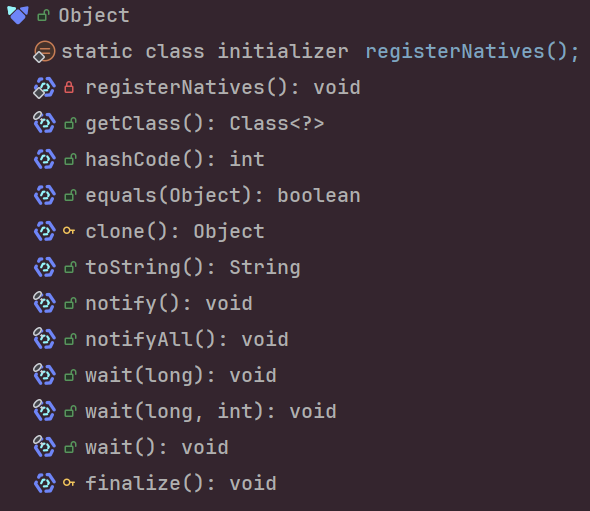 Object
static class initializer registerNatives();
registerNatives(): void
getClass(): Class<?>
hashCode(): int
equals(Object): boolean
clone(): Object
toString(): String
notify(): void
notifyAll(): void
wait(long): void
wait(long, int): void
wait(): void
finalize(): void